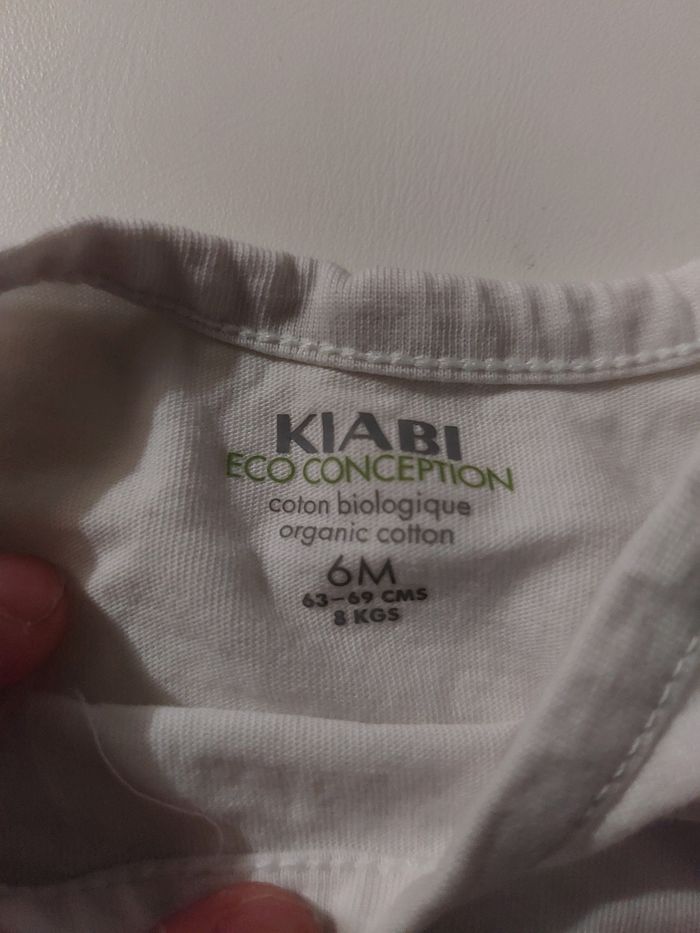 KIABI
ECO CONCEPTION
coton biologique
organic cotton
6M
63-69 CMS
8 KGS